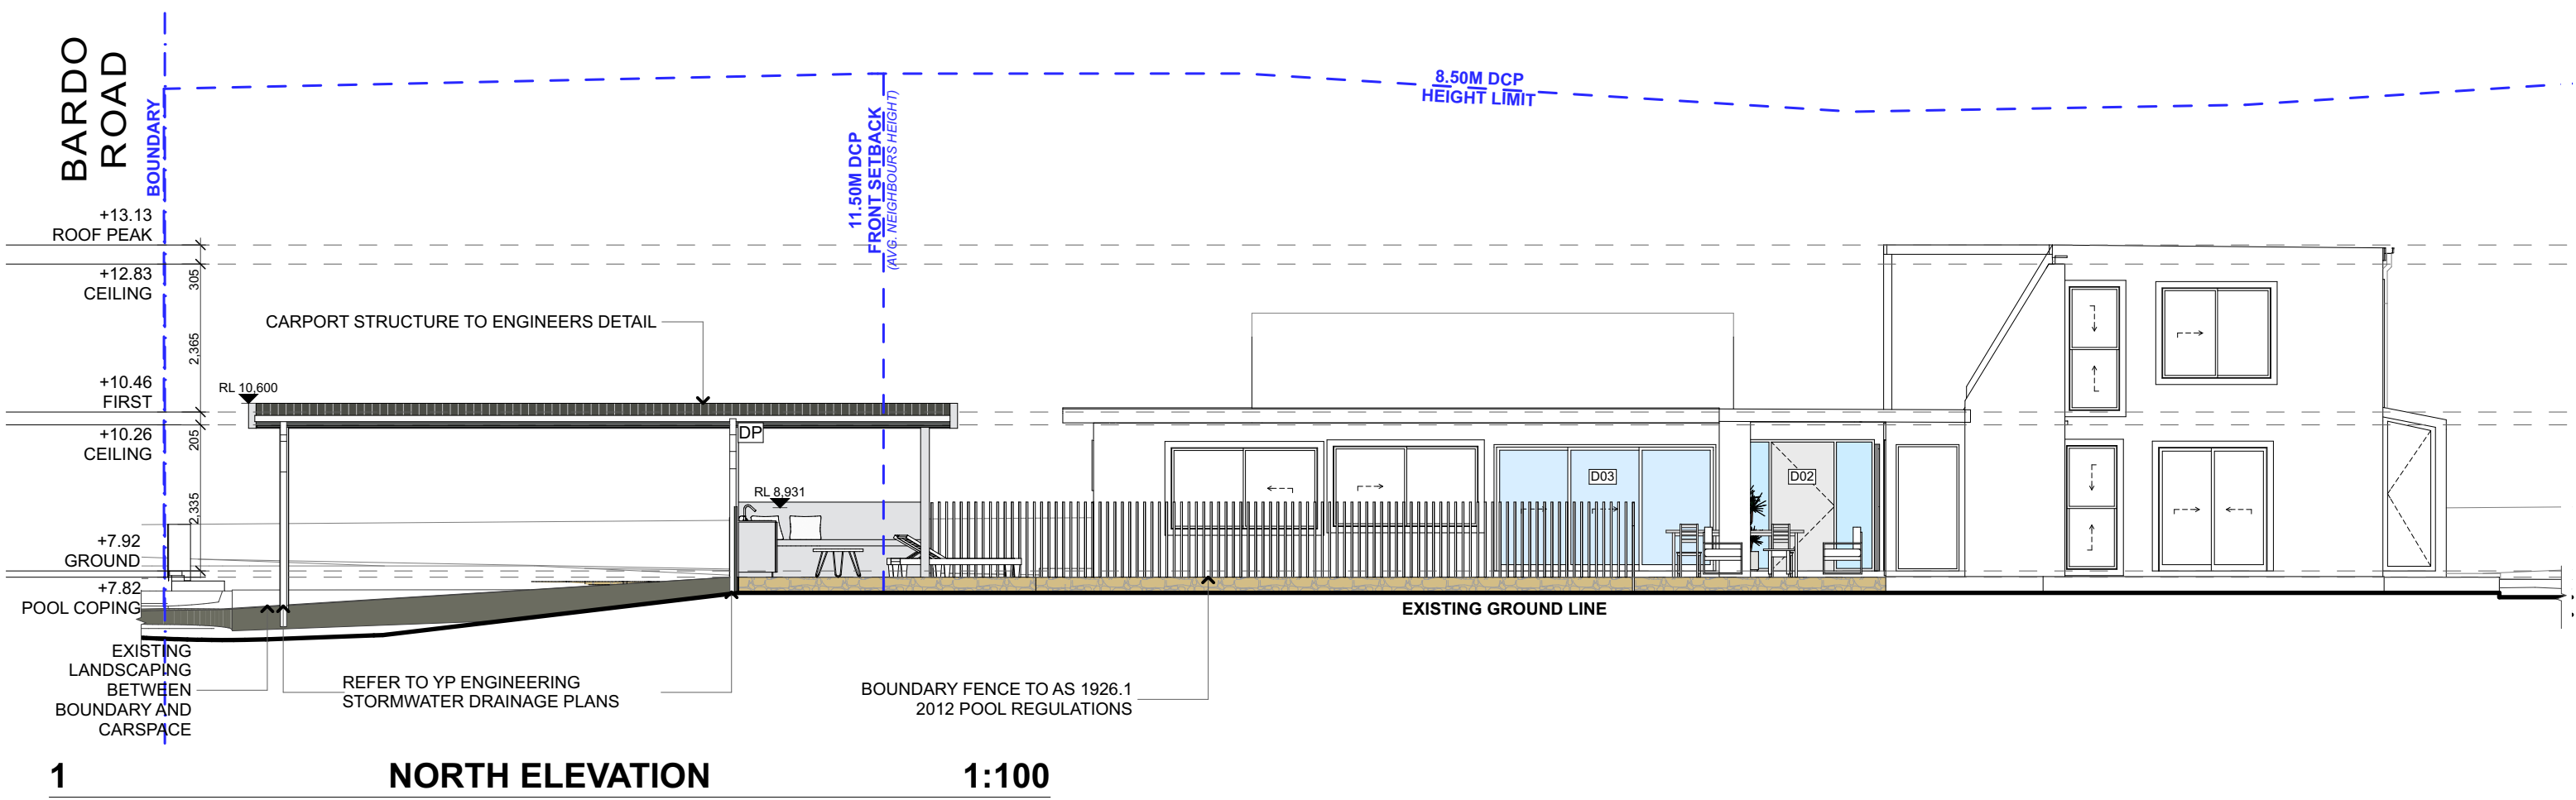 BARDO
ROAD
BOUNDARY
8.50M DCP
HEIGHT LIMIT
11.50M DCP
FRONT SETBACK
(AVG. NEIGHBOURS HEIGHT)
+13.13
ROOF PEAK
305
+12.83
CEILING
2,365
CARPORT STRUCTURE TO ENGINEERS DETAIL
+10.46
FIRST
RL 10,600
205
+10.26
CEILING
DP
2,335
RL 8,931
D03
D02
+7.92
GROUND
+7.82
POOL COPING
EXISTING GROUND LINE
EXISTING
LANDSCAPING
BETWEEN
BOUNDARY AND
CARSPACE
REFER TO YP ENGINEERING
STORMWATER DRAINAGE PLANS
BOUNDARY FENCE TO AS 1926.1
2012 POOL REGULATIONS
1 NORTH ELEVATION 1:100